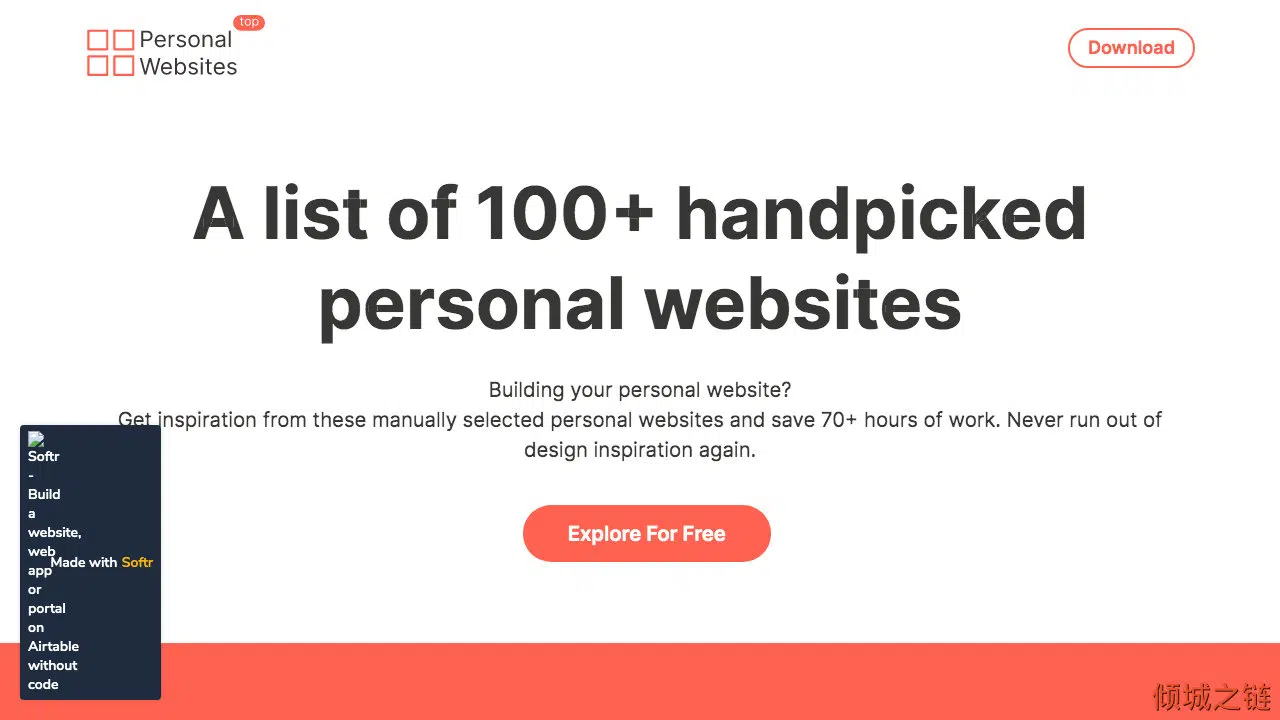 top
Personal
Websites
Download
A list of 100+ handpicked
personal websites
Building your personal website?
Get inspiration from these manually selected personal websites and save 70+ hours of work. Never run out of
design inspiration again.
Explore For Free
Softr
-
Build
a
website,
web
app
or
portal
on
Airtable
without
code
Made with Softr
倾城之链